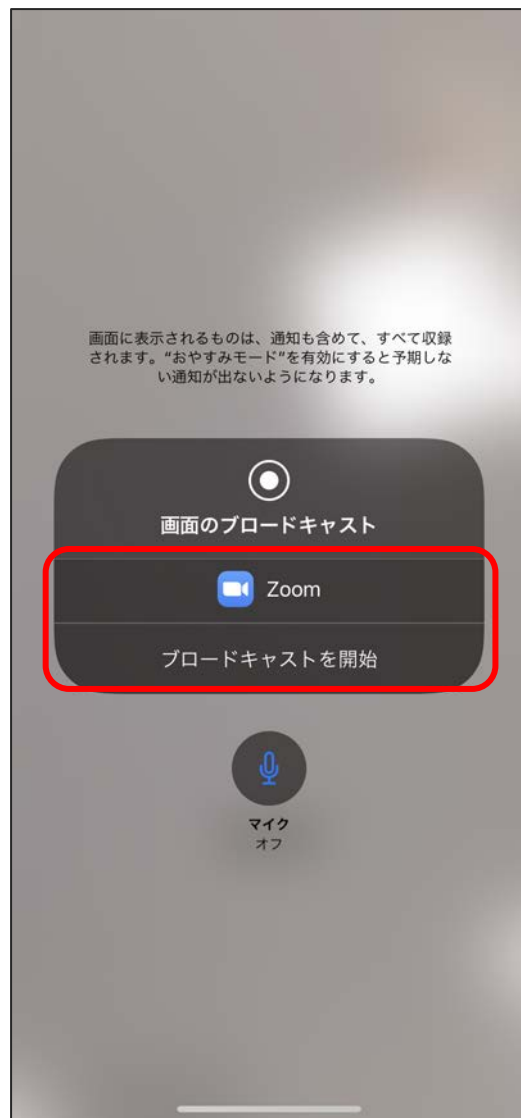 画面に表示されるものは、通知も含めて、すべて収録
されます。“おやすみモード”を有効にすると予期しな
い通知が出ないようになります。
画面のブロードキャスト
Zoom
ブロードキャストを開始
マイク
オフ